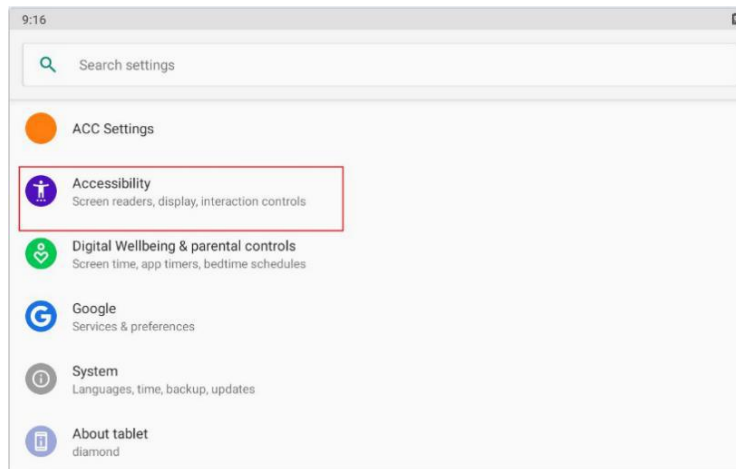 9:16
Search settings
ACC Settings
Accessibility
Screen readers, display, interaction controls
Digital Wellbeing & parental controls
Screen time, app timers, bedtime schedules
Google
Services & preferences
System
Languages, time, backup, updates
About tablet
diamond